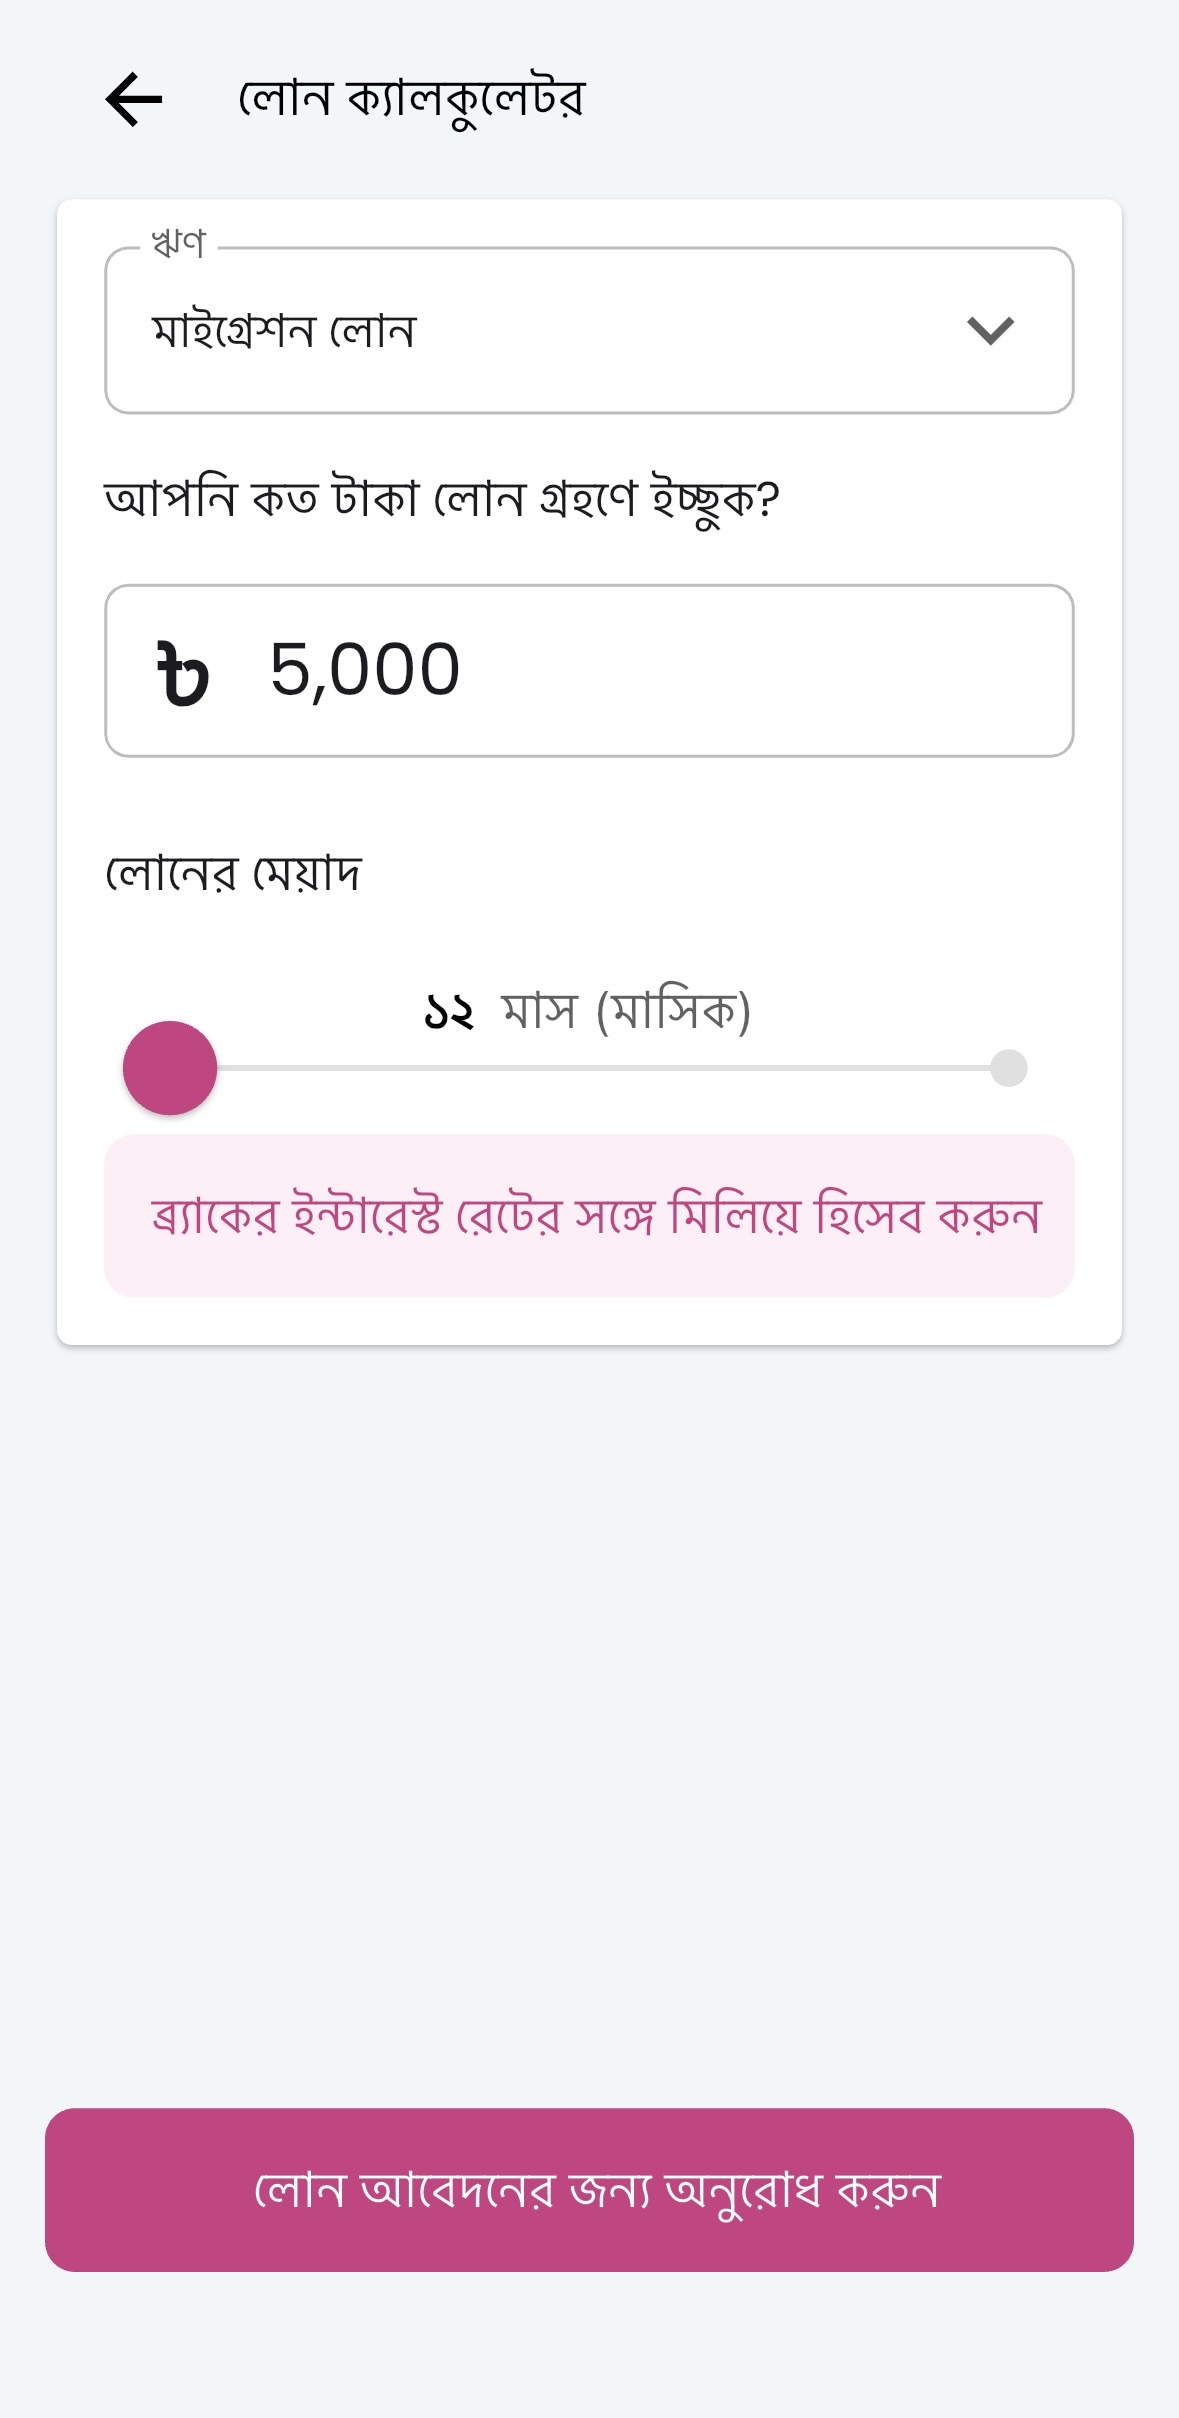 লোন ক্যালকুলেটর
ঋণ
মাইগ্রেশন লোন
আপনি কত টাকা লোন গ্রহণে ইচ্ছুক?
৳ 5,000
লোনের মেয়াদ
১২ মাস (মাসিক)
ব্র্যাকের ইন্টারেস্ট রেটের সঙ্গে মিলিয়ে হিসেব করুন
লোন আবেদনের জন্য অনুরোধ করুন